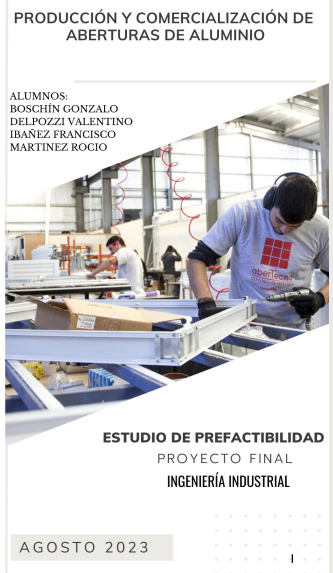 PRODUCCIÓN Y COMERCIALIZACIÓN DE
ABERTURAS DE ALUMINIO
ALUMNOS:
BOSCHÍN GONZALO
DELPOZZI VALENTINO
IBAÑEZ FRANCISCO
MARTINEZ ROCIO
aberTecno
ESTUDIO DE PREFACTIBILIDAD
PROYECTO FINAL
INGENIERÍA INDUSTRIAL
AGOSTO 2023
I